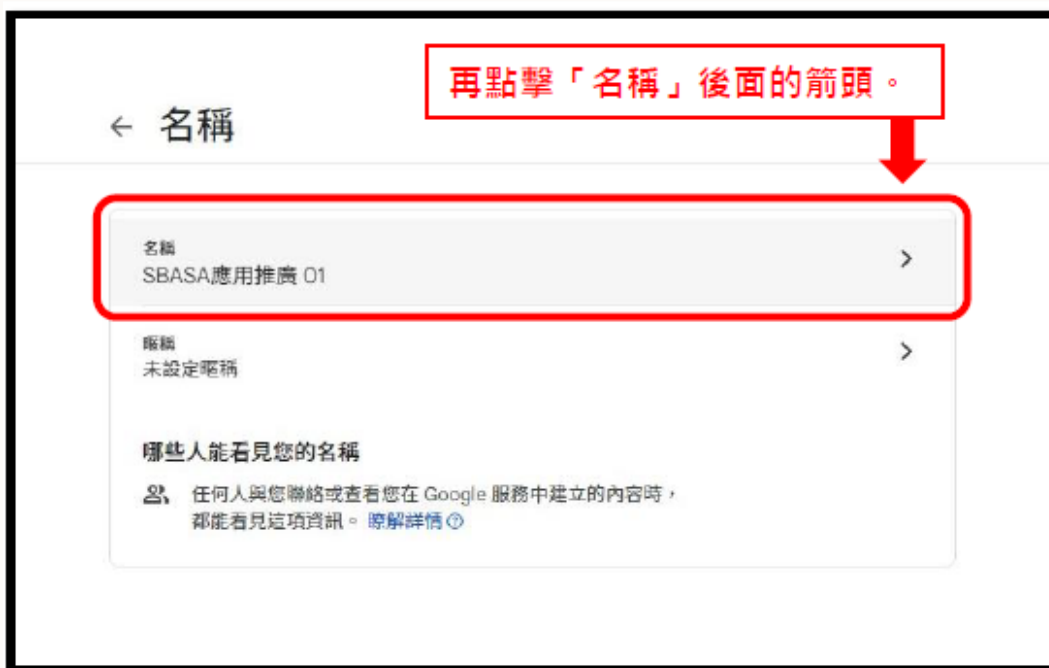 再點擊「名稱」後面的箭頭。
← 名稱
名稱
SBASA應用推廣 01
暱稱
未設定暱稱
哪些人能看見您的名稱
任何人與您聯絡或查看您在 Google 服務中建立的內容時，
都能看見這項資訊。瞭解詳情